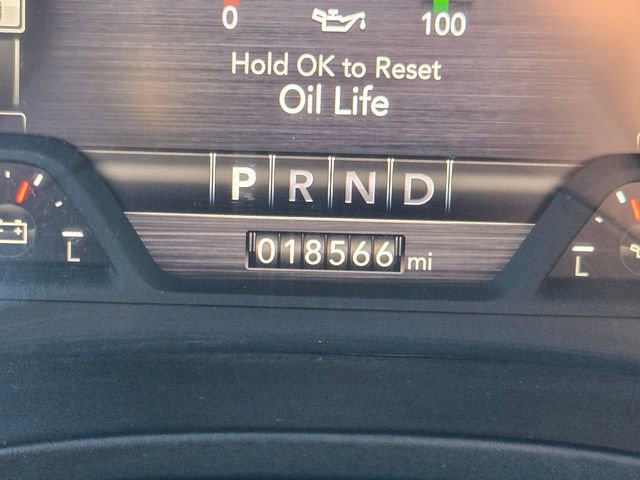 0 100
Hold OK to Reset
Oil Life
P R N D
018566 mi
L L